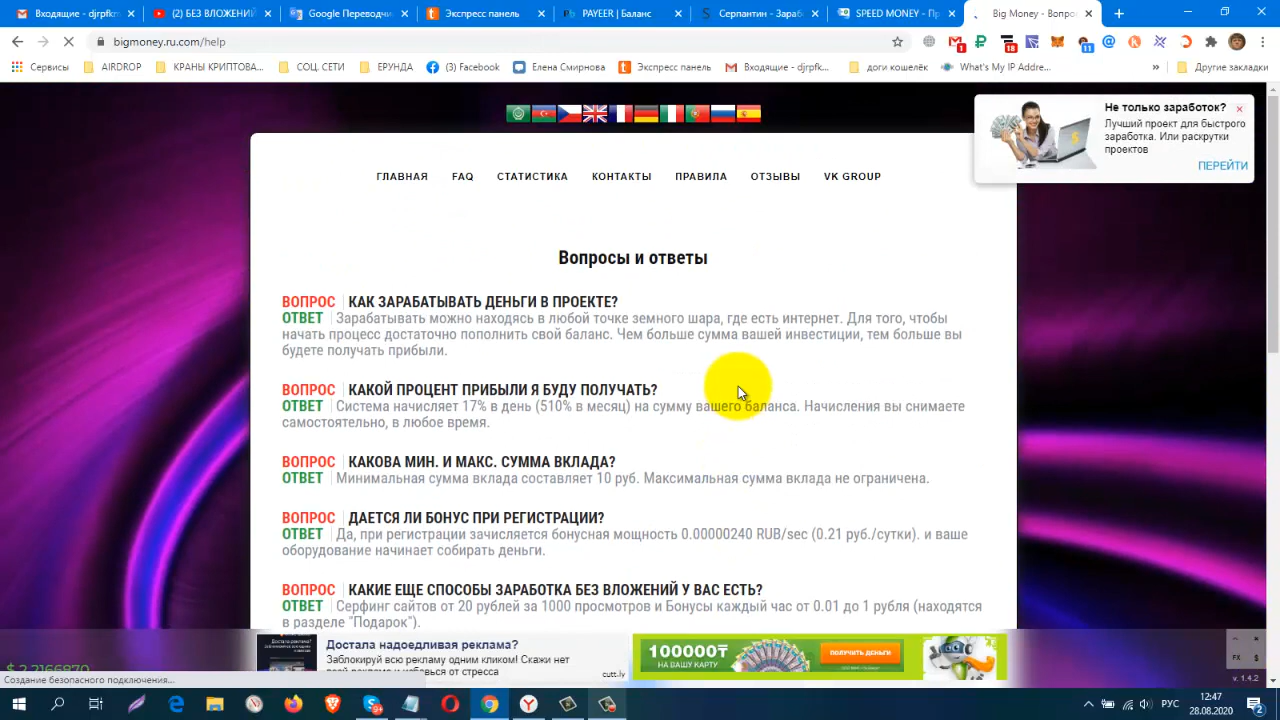 Входящие - djrpfk
(2) БЕЗ ВЛОЖЕНИЙ
Google Переводчи
Экспресс панель
PAYEER | Баланс
Серпантин - Зараб
SPEED MONEY - П
Big Money - Вопрос
bigmoney.ru.com/help
Сервисы
AIRDROP
КРАНЫ КРИПТОВА...
СОЦ. СЕТИ
ЕРУНДА
(3) Facebook
Елена Смирнова
Экспресс панель
Входящие - djrpfk...
доги кошелёк
What's My IP Addre...
»
Другие закладки
Не только заработок?
Лучший проект для быстрого
заработка. Или раскрутки
проектов
ПЕРЕЙТИ
ГЛАВНАЯ FAQ СТАТИСТИКА КОНТАКТЫ ПРАВИЛА ОТЗЫВЫ VK GROUP
Вопросы и ответы
ВОПРОС КАК ЗАРАБАТЫВАТЬ ДЕНЬГИ В ПРОЕКТЕ?
ОТВЕТ Зарабатывать можно находясь в любой точке земного шара, где есть интернет. Для того, чтобы
начать процесс достаточно пополнить свой баланс. Чем больше сумма вашей инвестиции, тем больше вы
будете получать прибыли.
ВОПРОС КАКОЙ ПРОЦЕНТ ПРИБЫЛИ Я БУДУ ПОЛУЧАТЬ?
ОТВЕТ Система начисляет 17% в день (510% в месяц) на сумму вашего баланса. Начисления вы снимаете
самостоятельно, в любое время.
ВОПРОС КАКОВА МИН. И МАКС. СУММА ВКЛАДА?
ОТВЕТ Минимальная сумма вклада составляет 10 руб. Максимальная сумма вклада не ограничена.
ВОПРОС ДАЕТСЯ ЛИ БОНУС ПРИ РЕГИСТРАЦИИ?
ОТВЕТ Да, при регистрации зачисляется бонусная мощность 0.00000240 RUB/sec (0.21 руб./сутки). и ваше
оборудование начинает собирать деньги.
ВОПРОС КАКИЕ ЕЩЕ СПОСОБЫ ЗАРАБОТКА БЕЗ ВЛОЖЕНИЙ У ВАС ЕСТЬ?
ОТВЕТ Серфинг сайтов от 20 рублей за 1000 просмотров и Бонусы каждый час от 0.01 до 1 рубля (находятся
в разделе "Подарок").
Достала надоедливая реклама?
Заблокируй всю рекламу одним кликом! Скажи нет
cutt.ly
100000₸
НА ВАШУ КАРТУ
ПОЛУЧИТЬ ДЕНЬГИ
FX $
v. 1.4.2
Создание безопасного подключения...
РУС
12:47
28.08.2020